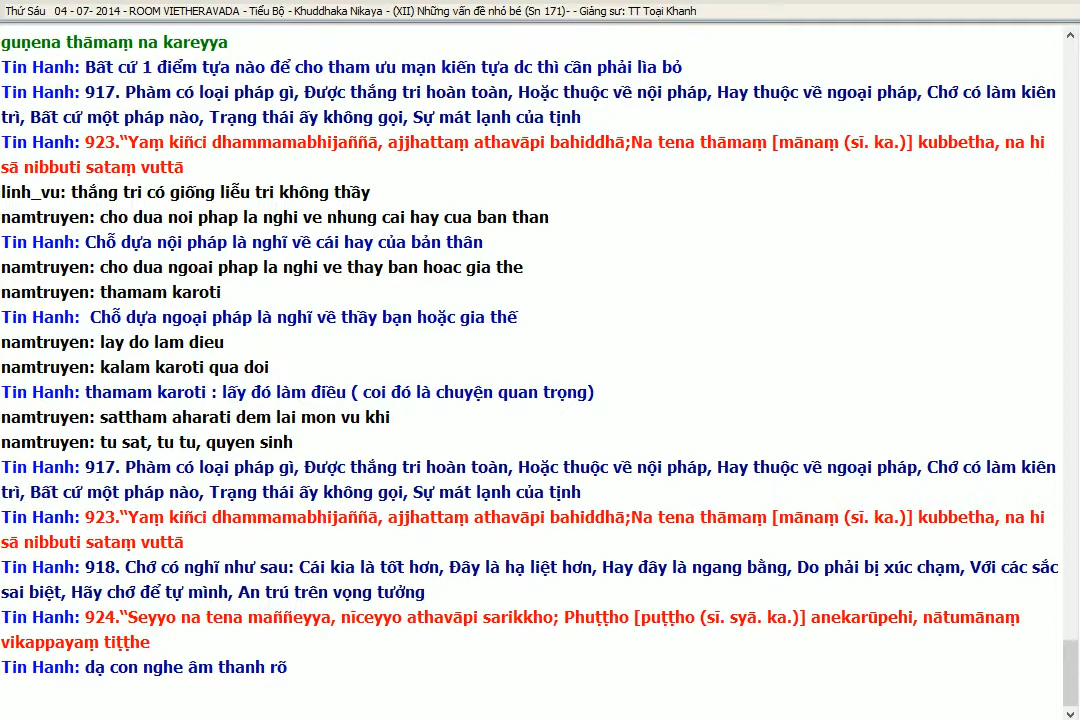 Thứ Sáu   04 - 07- 2014 - ROOM VIETHERAVADA - Tiểu Bộ - Khuddhaka Nikaya - (XII) Những vấn đề nhỏ bé (Sn 171)- - Giảng sư: TT Toại Khanh
guṇena thāmaṃ na kareyya
Tin Hanh: Bất cứ 1 điểm tựa nào để cho tham ưu mạn kiến tựa dc thì cần phải lìa bỏ
Tin Hanh: 917. Phàm có loại pháp gì, Được thắng tri hoàn toàn, Hoặc thuộc về nội pháp, Hay thuộc về ngoại pháp, Chớ có làm kiên
trì, Bất cứ một pháp nào, Trạng thái ấy không gọi, Sự mát lạnh của tịnh
Tin Hanh: 923.“Yaṃ kiñci dhammamabhijaññā, ajjhattaṃ athavāpi bahiddhā;Na tena thāmaṃ [mānaṃ (sī. ka.)] kubbetha, na hi
sā nibbuti sataṃ vuttā
linh_vu: thắng tri có giống liễu tri không thầy
namtruyen: cho dua noi phap la nghi ve nhung cai hay cua ban than
Tin Hanh: Chỗ dựa nội pháp là nghĩ về cái hay của bản thân
namtruyen: cho dua ngoai phap la nghi ve thay ban hoac gia the
namtruyen: thamam karoti
Tin Hanh:  Chỗ dựa ngoại pháp là nghĩ về thầy bạn hoặc gia thế
namtruyen: lay do lam dieu
namtruyen: kalam karoti qua doi
Tin Hanh: thamam karoti : lấy đó làm điều ( coi đó là chuyện quan trọng)
namtruyen: sattham aharati dem lai mon vu khi
namtruyen: tu sat, tu tu, quyen sinh
Tin Hanh: 917. Phàm có loại pháp gì, Được thắng tri hoàn toàn, Hoặc thuộc về nội pháp, Hay thuộc về ngoại pháp, Chớ có làm kiên
trì, Bất cứ một pháp nào, Trạng thái ấy không gọi, Sự mát lạnh của tịnh
Tin Hanh: 923.“Yaṃ kiñci dhammamabhijaññā, ajjhattaṃ athavāpi bahiddhā;Na tena thāmaṃ [mānaṃ (sī. ka.)] kubbetha, na hi
sā nibbuti sataṃ vuttā
Tin Hanh: 918. Chớ có nghĩ như sau: Cái kia là tốt hơn, Đây là hạ liệt hơn, Hay đây là ngang bằng, Do phải bị xúc chạm, Với các sắc
sai biệt, Hãy chớ để tự mình, An trú trên vọng tưởng
Tin Hanh: 924.“Seyyo na tena maññeyya, nīceyyo athavāpi sarikkho; Phuṭṭho [puṭṭho (sī. syā. ka.)] anekarūpehi, nātumānaṃ
vikappayaṃ tiṭṭhe
Tin Hanh: dạ con nghe âm thanh rõ